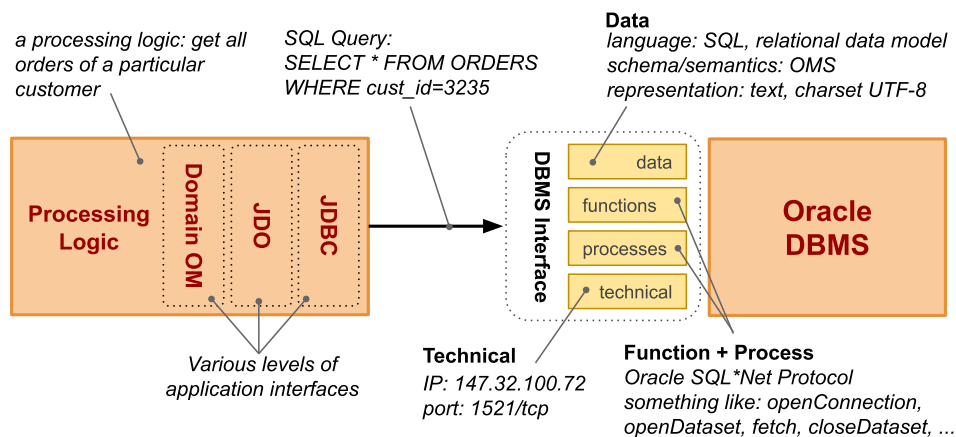 a processing logic: get all
orders of a particular
customer
SQL Query:
SELECT * FROM ORDERS
WHERE cust_id=3235
Data
language: SQL, relational data model
schema/semantics: OMS
representation: text, charset UTF-8
Processing
Logic
Domain OM
JDO
JDBC
DBMS Interface
data
functions
processes
technical
Oracle
DBMS
Various levels of
application interfaces
Technical
IP: 147.32.100.72
port: 1521/tcp
Function + Process
Oracle SQL*Net Protocol
something like: openConnection,
openDataset, fetch, closeDataset, ...